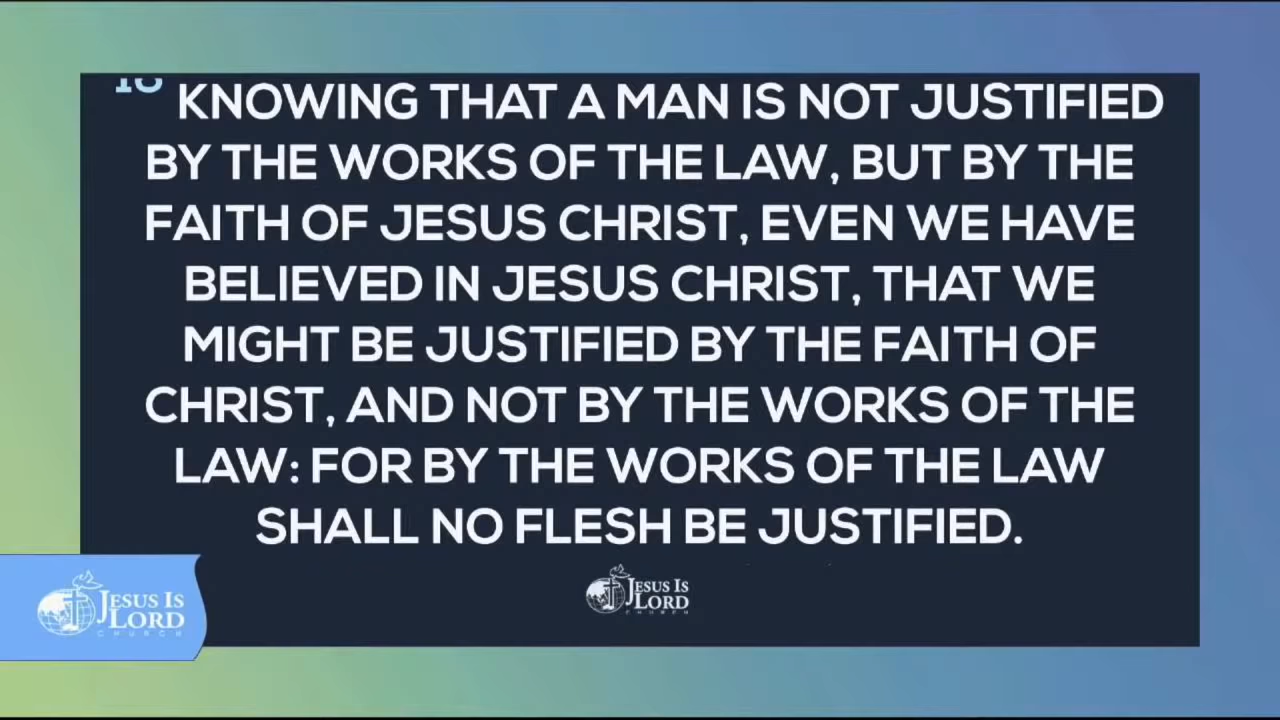 KNOWING THAT A MAN IS NOT JUSTIFIED
BY THE WORKS OF THE LAW, BUT BY THE
FAITH OF JESUS CHRIST, EVEN WE HAVE
BELIEVED IN JESUS CHRIST, THAT WE
MIGHT BE JUSTIFIED BY THE FAITH OF
CHRIST, AND NOT BY THE WORKS OF THE
LAW: FOR BY THE WORKS OF THE LAW
SHALL NO FLESH BE JUSTIFIED.
JESUS IS
LORD
CHURCH
JESUS IS
LORD
CHURCH